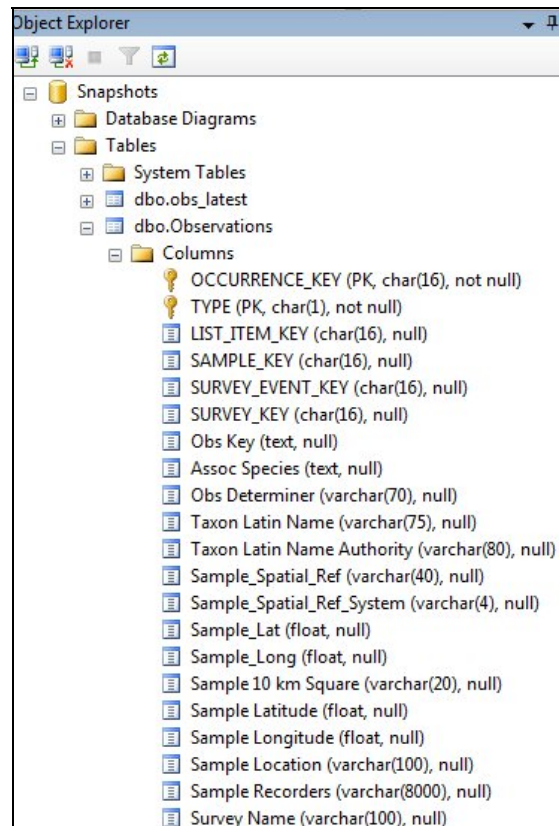 Object Explorer
Snapshots
Database Diagrams
Tables
System Tables
dbo.obs_latest
dbo.Observations
Columns
OCCURRENCE_KEY (PK, char(16), not null)
TYPE (PK, char(1), not null)
LIST_ITEM_KEY (char(16), null)
SAMPLE_KEY (char(16), null)
SURVEY_EVENT_KEY (char(16), null)
SURVEY_KEY (char(16), null)
Obs Key (text, null)
Assoc Species (text, null)
Obs Determiner (varchar(70), null)
Taxon Latin Name (varchar(75), null)
Taxon Latin Name Authority (varchar(80), null)
Sample_Spatial_Ref (varchar(40), null)
Sample_Spatial_Ref_System (varchar(4), null)
Sample_Lat (float, null)
Sample_Long (float, null)
Sample 10 km Square (varchar(20), null)
Sample Latitude (float, null)
Sample Longitude (float, null)
Sample Location (varchar(100), null)
Sample Recorders (varchar(8000), null)
Survey Name (varchar(100), null)